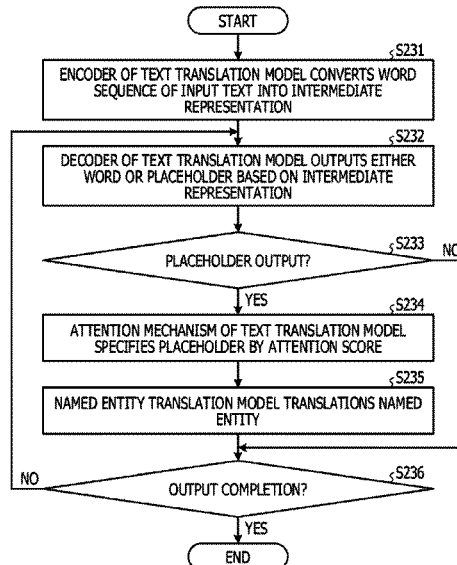 START
S231
ENCODER OF TEXT TRANSLATION MODEL CONVERTS WORD
SEQUENCE OF INPUT TEXT INTO INTERMEDIATE
REPRESENTATION
S232
DECODER OF TEXT TRANSLATION MODEL OUTPUTS EITHER
WORD OR PLACEHOLDER BASED ON INTERMEDIATE
REPRESENTATION
S233
PLACEHOLDER OUTPUT?
NO
YES
S234
ATTENTION MECHANISM OF TEXT TRANSLATION MODEL
SPECIFIES PLACEHOLDER BY ATTENTION SCORE
S235
NAMED ENTITY TRANSLATION MODEL TRANSLATIONS NAMED
ENTITY
S236
NO
OUTPUT COMPLETION?
YES
END